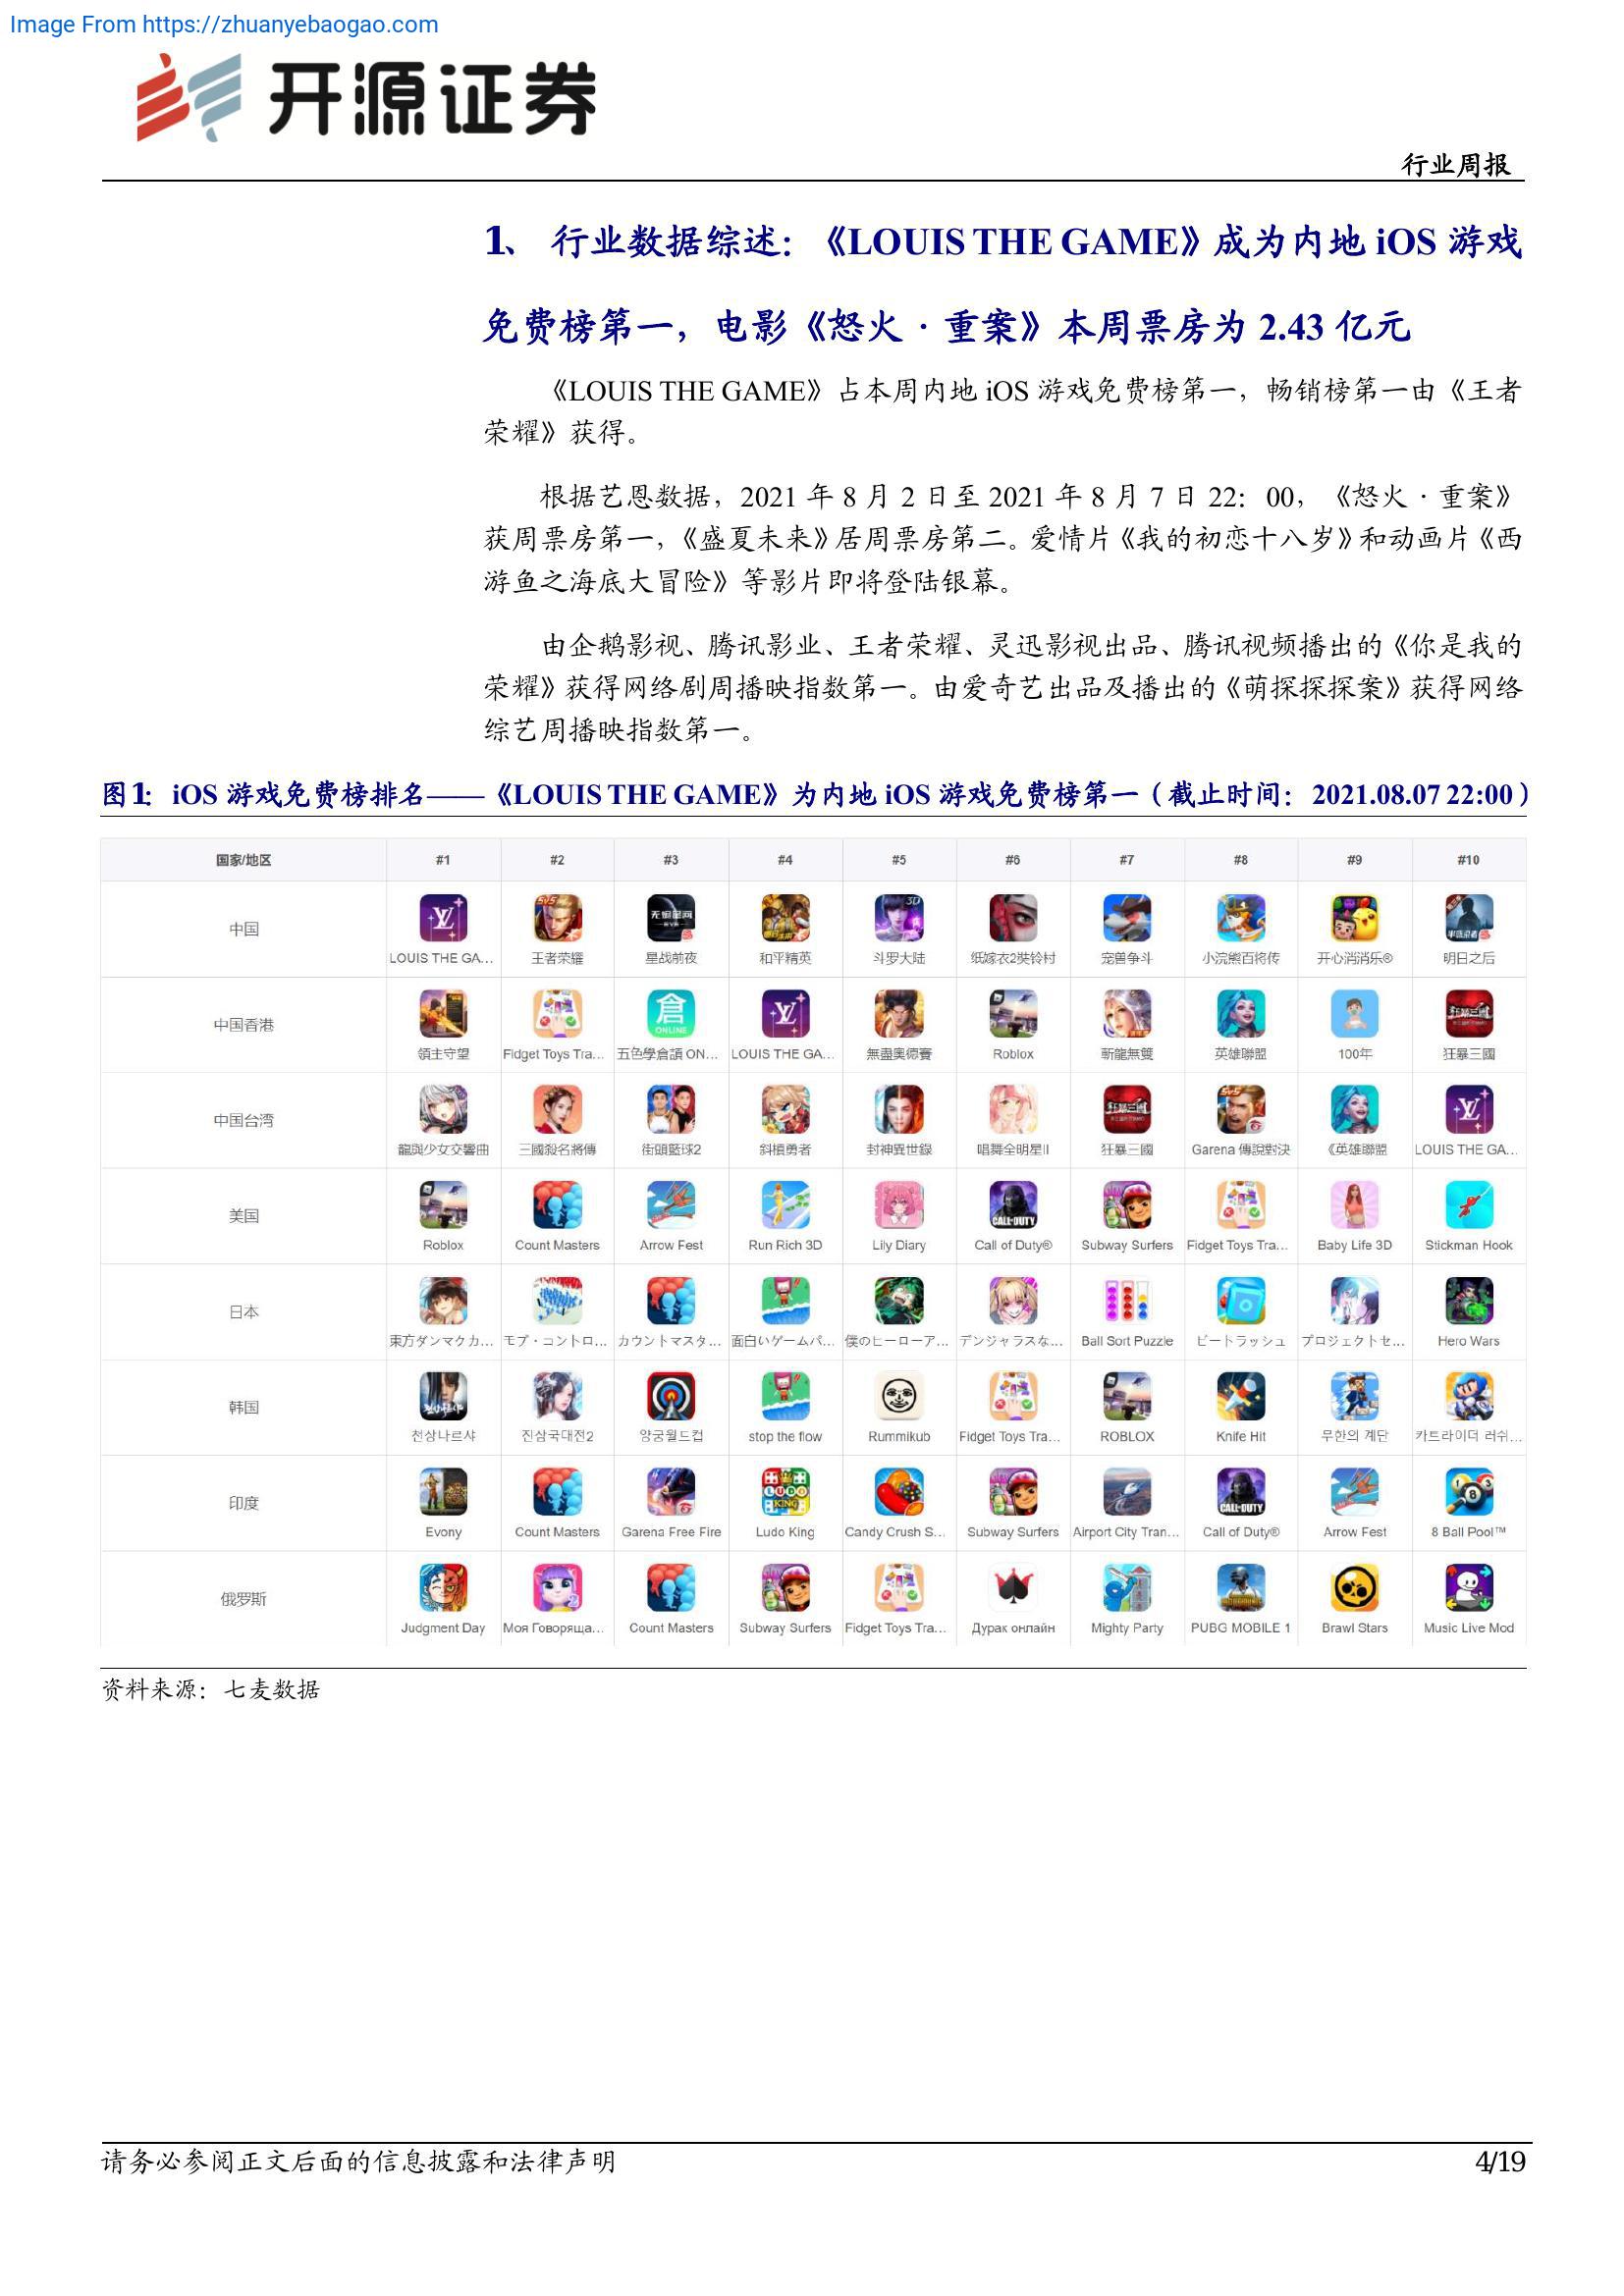 Image From https://zhuanyebaogao.com
开源证券
行业周报
1、 行业数据综述：《LOUIS THE GAME》成为内地 iOS 游戏
免费榜第一，电影《怒火·重案》本周票房为 2.43 亿元
《LOUIS THE GAME》占本周内地 iOS 游戏免费榜第一，畅销榜第一由《王者
荣耀》获得。
根据艺恩数据，2021 年 8 月 2 日至 2021 年 8 月 7 日 22：00，《怒火·重案》
获周票房第一，《盛夏未来》居周票房第二。爱情片《我的初恋十八岁》和动画片《西
游鱼之海底大冒险》等影片即将登陆银幕。
由企鹅影视、腾讯影业、王者荣耀、灵迅影视出品、腾讯视频播出的《你是我的
荣耀》获得网络剧周播映指数第一。由爱奇艺出品及播出的《萌探探探案》获得网络
综艺周播映指数第一。
图1： iOS 游戏免费榜排名——《LOUIS THE GAME》为内地 iOS 游戏免费榜第一（截止时间：2021.08.07 22:00）
国家/地区 #1 #2 #3 #4 #5 #6 #7 #8 #9 #10
中国 LOUIS THE GA... 王者荣耀 星战前夜 和平精英 斗罗大陆 纸嫁衣2奘铃村 宠兽争斗 小浣熊百将传 开心消消乐® 明日之后
中国香港 領主守望 Fidget Toys Tra... 五色學倉頡 ON... LOUIS THE GA... 無盡奧德賽 Roblox 斬龍無雙 英雄聯盟 100年 狂暴三國
中国台湾 龍與少女交響曲 三國殺名將傳 街頭籃球2 斜槓勇者 封神異世錄 唱舞全明星II 狂暴三國 Garena 傳說對決 《英雄聯盟 LOUIS THE GA...
美国 Roblox Count Masters Arrow Fest Run Rich 3D Lily Diary Call of Duty® Subway Surfers Fidget Toys Tra... Baby Life 3D Stickman Hook
日本 東方ダンマクカ... モブ・コントロ... カウントマスタ... 面白いゲームパ... 僕のヒーローア... デンジャラスな... Ball Sort Puzzle ビートラッシュ プロジェクトセ... Hero Wars
韩国 천상나르샤 진삼국대전2 양궁월드컵 stop the flow Rummikub Fidget Toys Tra... ROBLOX Knife Hit 무한의 계단 카트라이더 러쉬...
印度 Evony Count Masters Garena Free Fire Ludo King Candy Crush S... Subway Surfers Airport City Tran... Call of Duty® Arrow Fest 8 Ball Pool™
俄罗斯 Judgment Day Моя Говоряща... Count Masters Subway Surfers Fidget Toys Tra... Дурак онлайн Mighty Party PUBG MOBILE 1 Brawl Stars Music Live Mod
资料来源：七麦数据
请务必参阅正文后面的信息披露和法律声明
4/19